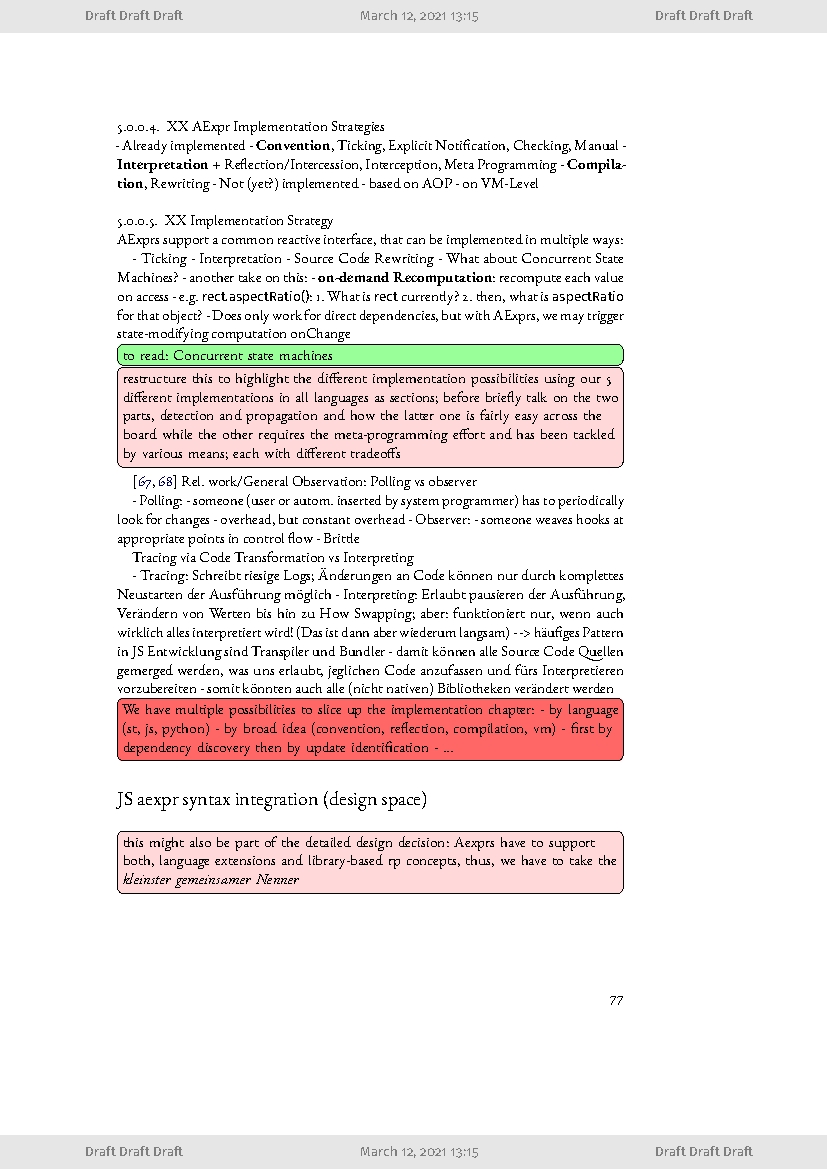 Draft Draft Draft March 12, 2021 13:15 Draft Draft Draft
5.0.0.4. XX AExpr Implementation Strategies
- Already implemented - Convention, Ticking, Explicit Notification, Checking, Manual -
Interpretation + Reflection/Intercession, Interception, Meta Programming - Compila-
tion, Rewriting - Not (yet?) implemented - based on AOP - on VM-Level
5.0.0.5. XX Implementation Strategy
AExprs support a common reactive interface, that can be implemented in multiple ways:
- Ticking - Interpretation - Source Code Rewriting - What about Concurrent State
Machines? - another take on this: - on-demand Recomputation: recompute each value
on access - e.g. rect.aspectRatio(): 1. What is rect currently? 2. then, what is aspectRatio
for that object? - Does only work for direct dependencies, but with AExprs, we may trigger
state-modifying computation onChange
to read: Concurrent state machines
restructure this to highlight the different implementation possibilities using our 5
different implementations in all languages as sections; before briefly talk on the two
parts, detection and propagation and how the latter one is fairly easy across the
board while the other requires the meta-programming effort and has been tackled
by various means; each with different tradeoffs
[67, 68] Rel. work/General Observation: Polling vs observer
- Polling: - someone (user or autom. inserted by system programmer) has to periodically
look for changes - overhead, but constant overhead - Observer: - someone weaves hooks at
appropriate points in control flow - Brittle
Tracing via Code Transformation vs Interpreting
- Tracing: Schreibt riesige Logs; Änderungen an Code können nur durch komplettes
Neustarten der Ausführung möglich - Interpreting: Erlaubt pausieren der Ausführung,
Verändern von Werten bis hin zu How Swapping; aber: funktioniert nur, wenn auch
wirklich alles interpretiert wird! (Das ist dann aber wiederum langsam) --> häufiges Pattern
in JS Entwicklung sind Transpiler und Bundler - damit können alle Source Code Quellen
gemerged werden, was uns erlaubt, jeglichen Code anzufassen und fürs Interpretieren
vorzubereiten - somit könnten auch alle (nicht nativen) Bibliotheken verändert werden
We have multiple possibilities to slice up the implementation chapter: - by language
(st, js, python) - by broad idea (convention, reflection, compilation, vm) - first by
dependency discovery then by update identification - ...
JS aexpr syntax integration (design space)
this might also be part of the detailed design decision: Aexprs have to support
both, language extensions and library-based rp concepts, thus, we have to take the
kleinster gemeinsamer Nenner
77
Draft Draft Draft March 12, 2021 13:15 Draft Draft Draft